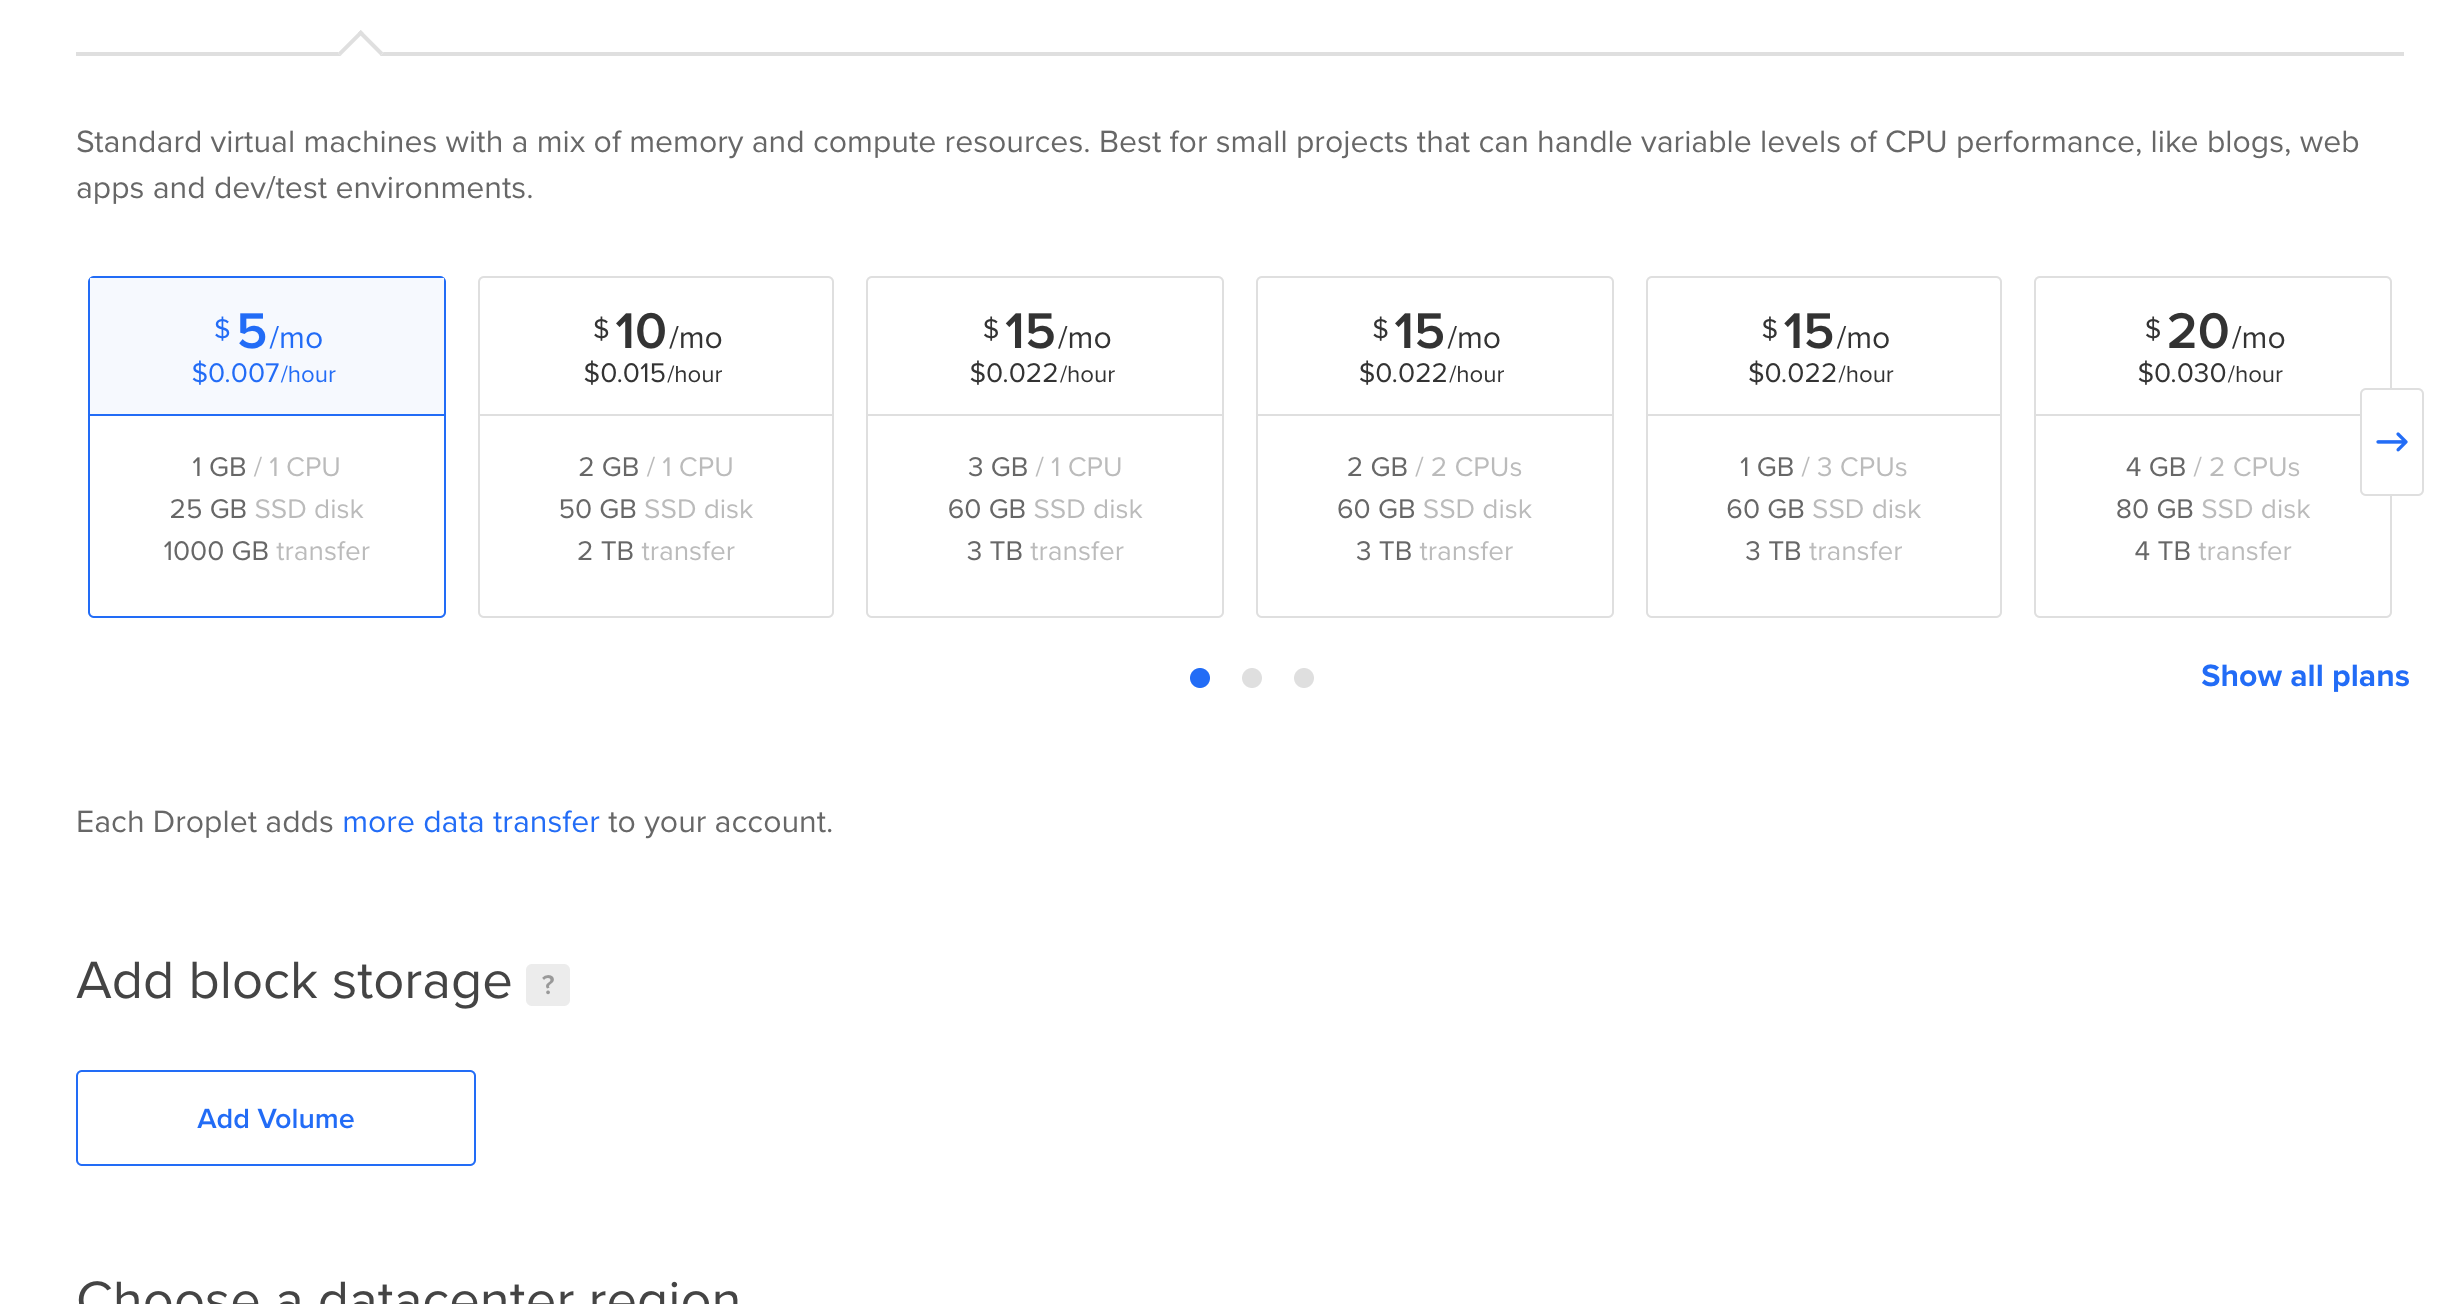 Standard virtual machines with a mix of memory and compute resources. Best for small projects that can handle variable levels of CPU performance, like blogs, web
apps and dev/test environments.
$5/mo
$0.007/hour
1 GB / 1 CPU
25 GB SSD disk
1000 GB transfer
$10/mo
$0.015/hour
2 GB / 1 CPU
50 GB SSD disk
2 TB transfer
$15/mo
$0.022/hour
3 GB / 1 CPU
60 GB SSD disk
3 TB transfer
$15/mo
$0.022/hour
2 GB / 2 CPUs
60 GB SSD disk
3 TB transfer
$15/mo
$0.022/hour
1 GB / 3 CPUs
60 GB SSD disk
3 TB transfer
$20/mo
$0.030/hour
4 GB / 2 CPUs
80 GB SSD disk
4 TB transfer
Show all plans
Each Droplet adds more data transfer to your account.
Add block storage ?
Add Volume
Choose a datacenter region